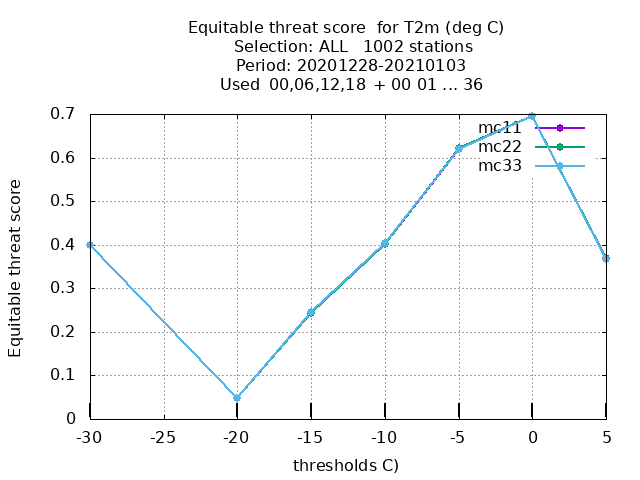 Equitable threat score for T2m (deg C)
Selection: ALL 1002 stations
Period: 20201228-20210103
Used 00,06,12,18 + 00 01 ... 36
0.7
0.6
0.5
0.4
0.3
0.2
0.1
0
Equitable threat score
mc11
mc22
mc33
-30 -25 -20 -15 -10 -5 0 5
thresholds C)